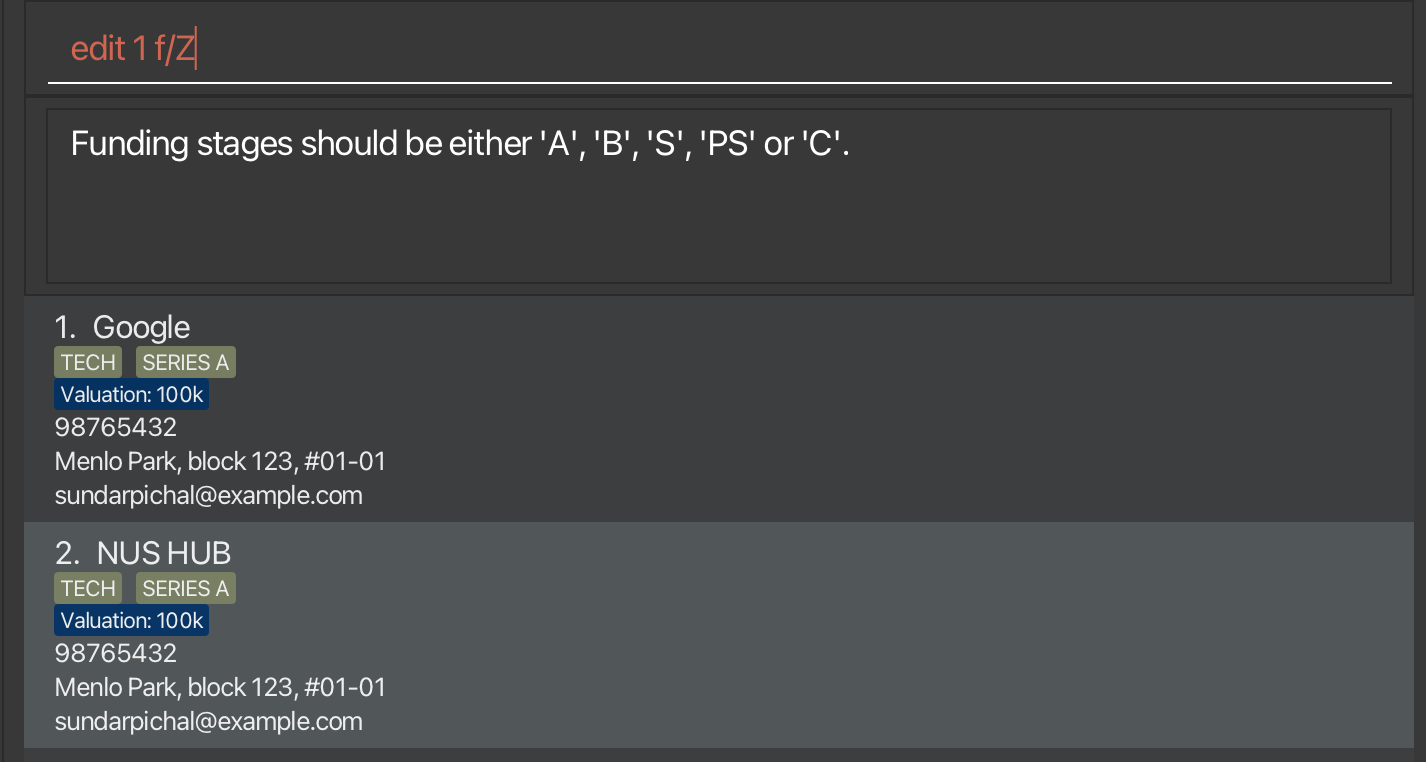 edit 1 f/Z
Funding stages should be either 'A', 'B', 'S', 'PS' or 'C'.
1. Google
TECH SERIES A
Valuation: 100k
98765432
Menlo Park, block 123, #01-01
sundarpichal@example.com
2. NUS HUB
TECH SERIES A
Valuation: 100k
98765432
Menlo Park, block 123, #01-01
sundarpichal@example.com